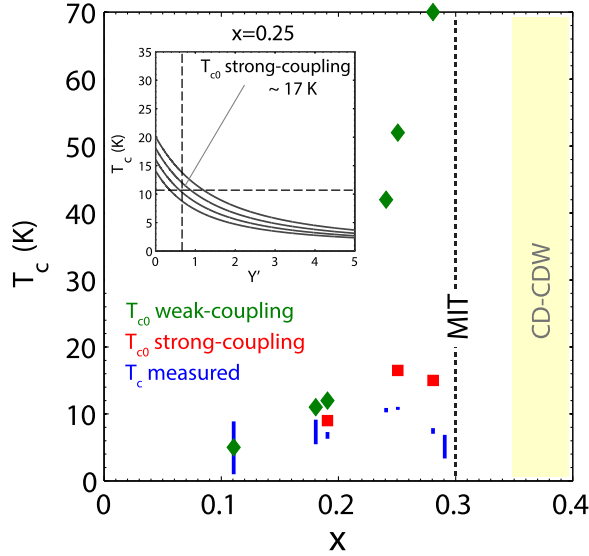 x=0.25
T_c0 strong-coupling
~ 17 K
T_c (K)
35
30
25
20
15
10
5
0
0 1 2 3 4 5
Y'
T_c (K)
70
60
50
40
30
20
10
0
T_c0 weak-coupling
T_c0 strong-coupling
T_c measured
MIT
CD-CDW
0 0.1 0.2 0.3 0.4
x